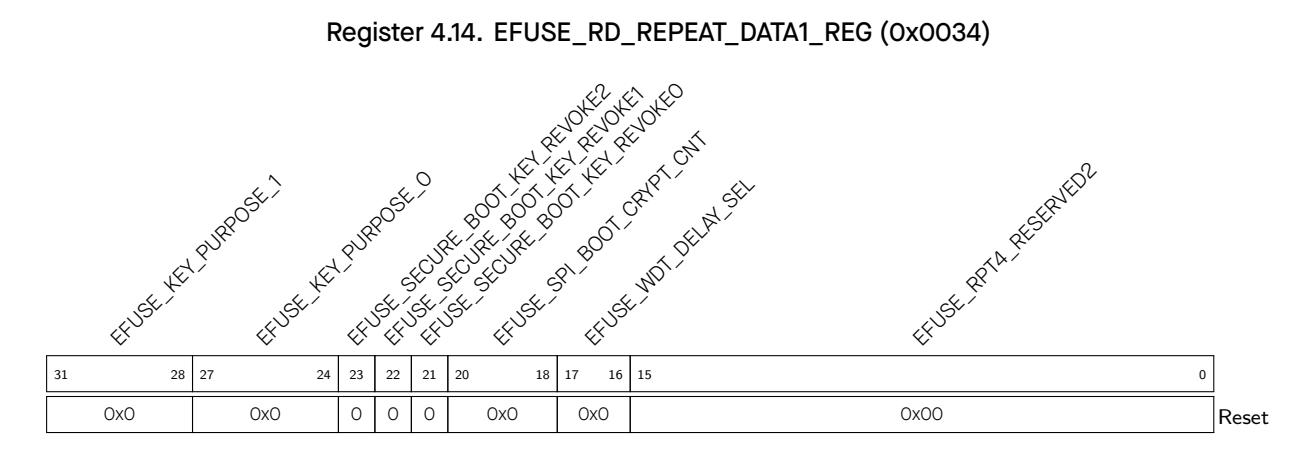 Register 4.14. EFUSE_RD_REPEAT_DATA1_REG (0x0034)
EFUSE_KEY_PURPOSE_1
EFUSE_KEY_PURPOSE_0
EFUSE_SECURE_BOOT_KEY_REVOKE2
EFUSE_SECURE_BOOT_KEY_REVOKE1
EFUSE_SECURE_BOOT_KEY_REVOKE0
EFUSE_SPI_BOOT_CRYPT_CNT
EFUSE_WDT_DELAY_SEL
EFUSE_RPT4_RESERVED2
31 28 27 24 23 22 21 20 18 17 16 15 0
0x0 0x0 0 0 0 0x0 0x0 0x00 Reset